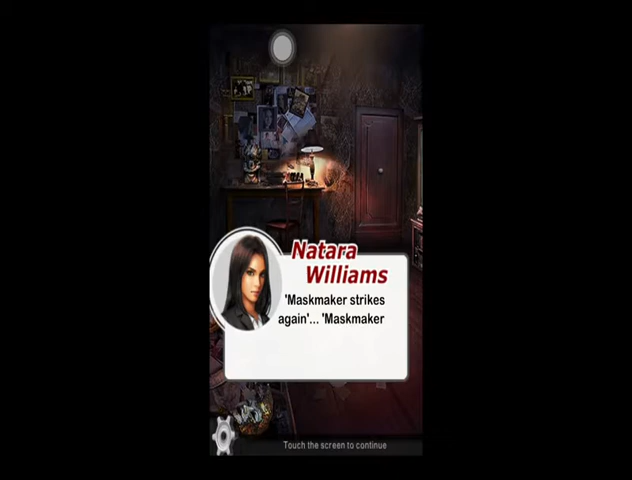 Natara
Williams
'Maskmaker strikes
again'... 'Maskmaker
Touch the screen to continue